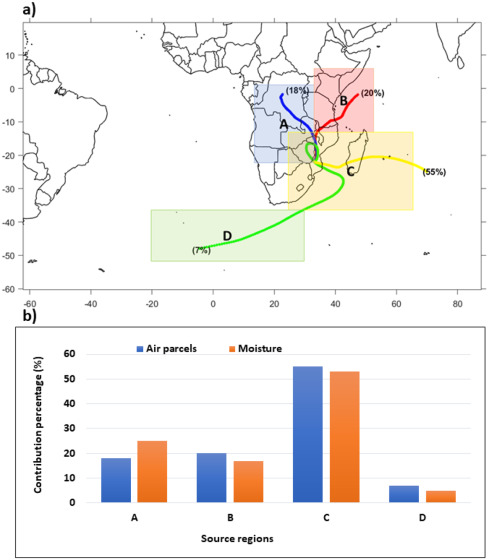 a)
20
10
0
-10
-20
-30
-40
-50
-60
(18%)
B
(20%)
A
C
(55%)
D
(7%)
-60 -40 -20 0 20 40 60 80
b)
Air parcels Moisture
Contribution percentage (%)
60
50
40
30
20
10
0
A B C D
Source regions